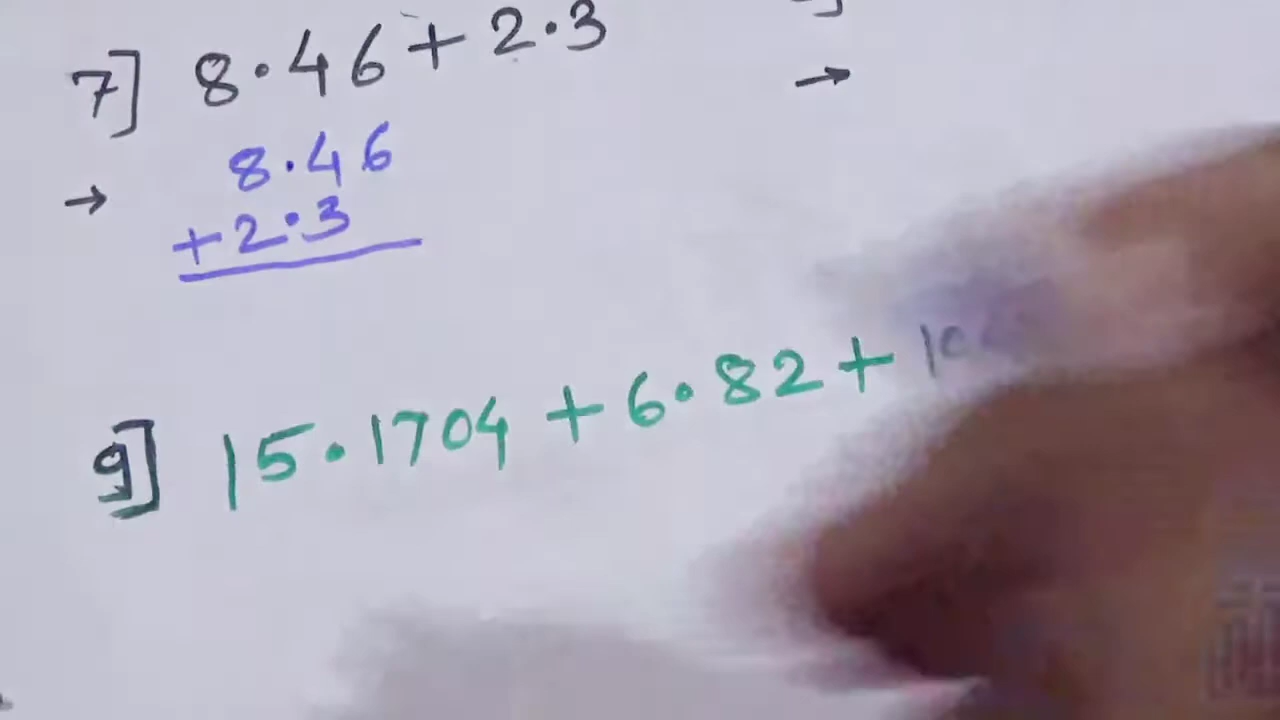 7] 8.46 + 2.3
→
→ 8.46
+ 2.3
9] 15.1704 + 6.82 +